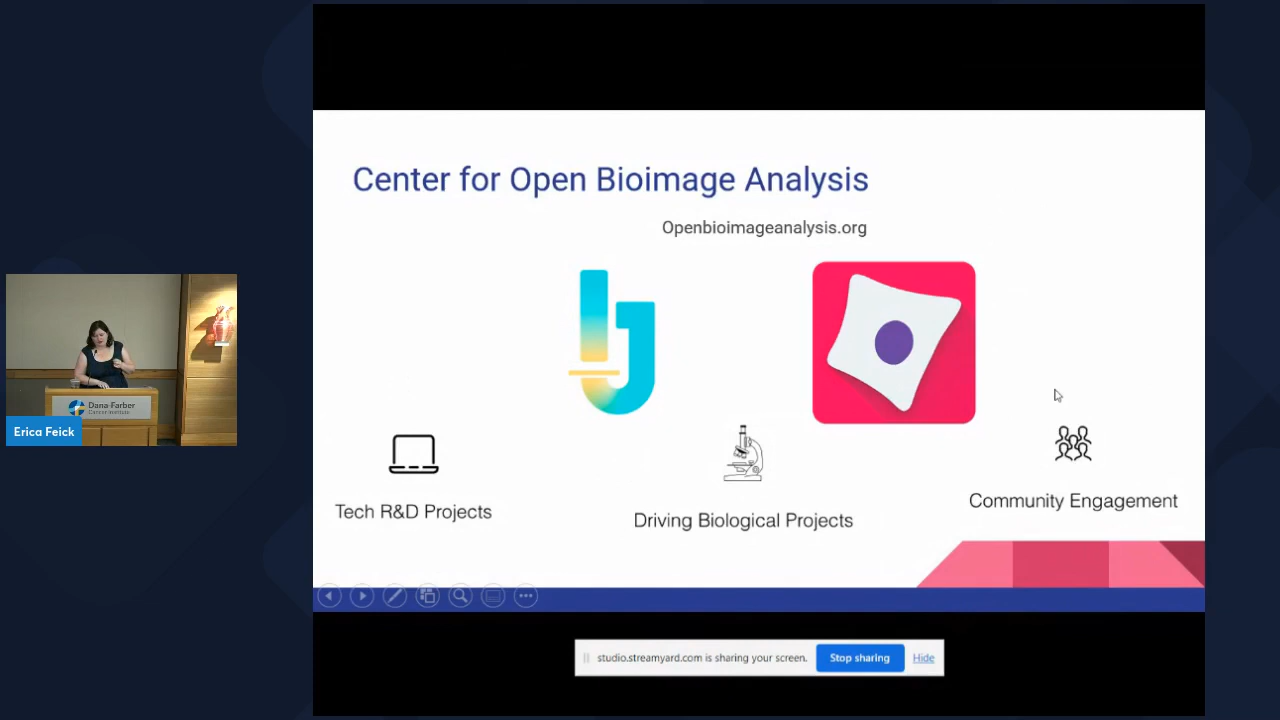 Center for Open Bioimage Analysis
Openbioimageanalysis.org
Tech R&D Projects
Driving Biological Projects
Community Engagement
Dana-Farber
Cancer Institute
Erica Feick
studio.streamyard.com is sharing your screen.
Stop sharing
Hide